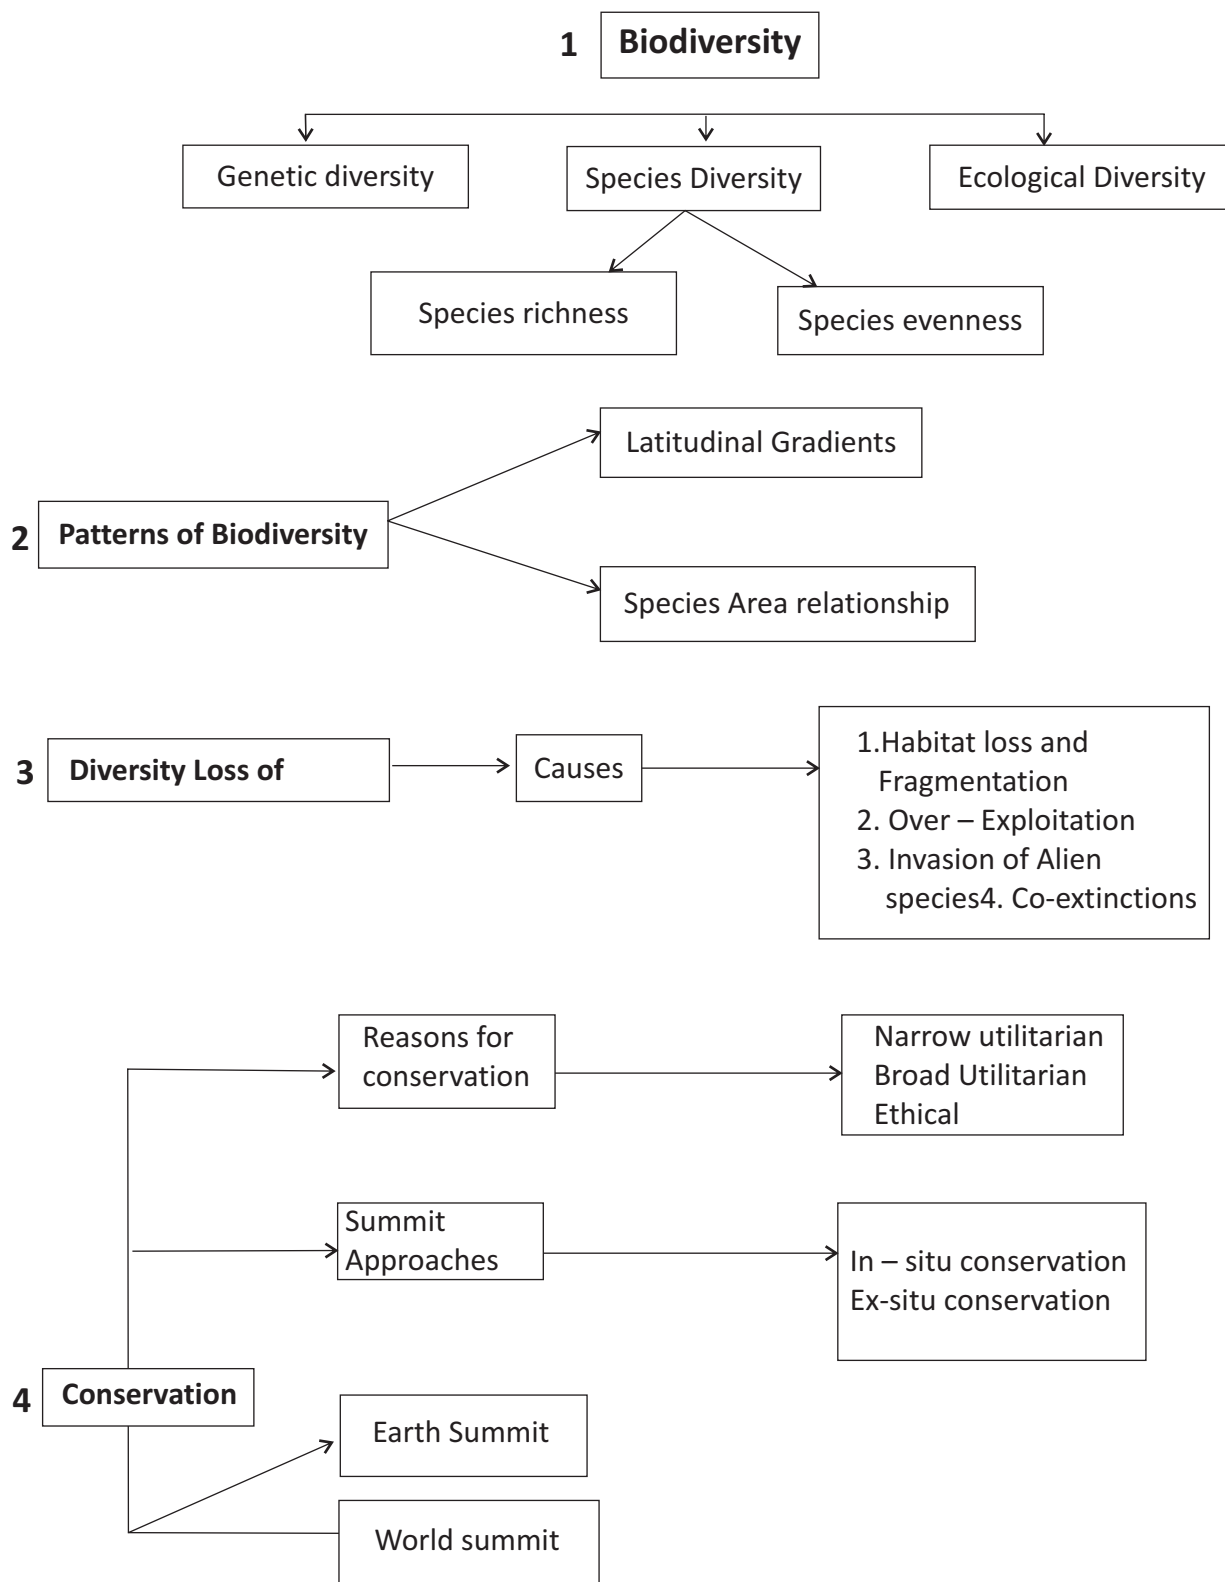 1 Biodiversity
Genetic diversity
Species Diversity
Ecological Diversity
Species richness
Species evenness
Latitudinal Gradients
2 Patterns of Biodiversity
Species Area relationship
3 Diversity Loss of
Causes
1.Habitat loss and
Fragmentation
2. Over – Exploitation
3. Invasion of Alien
species4. Co-extinctions
Reasons for
conservation
Narrow utilitarian
Broad Utilitarian
Ethical
Summit
Approaches
In – situ conservation
Ex-situ conservation
4 Conservation
Earth Summit
World summit